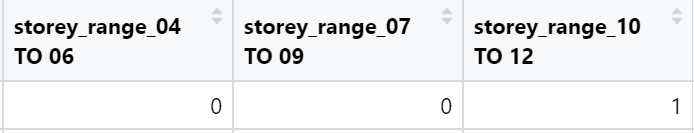 storey_range_04 TO 06
storey_range_07 TO 09
storey_range_10 TO 12
0
0
1